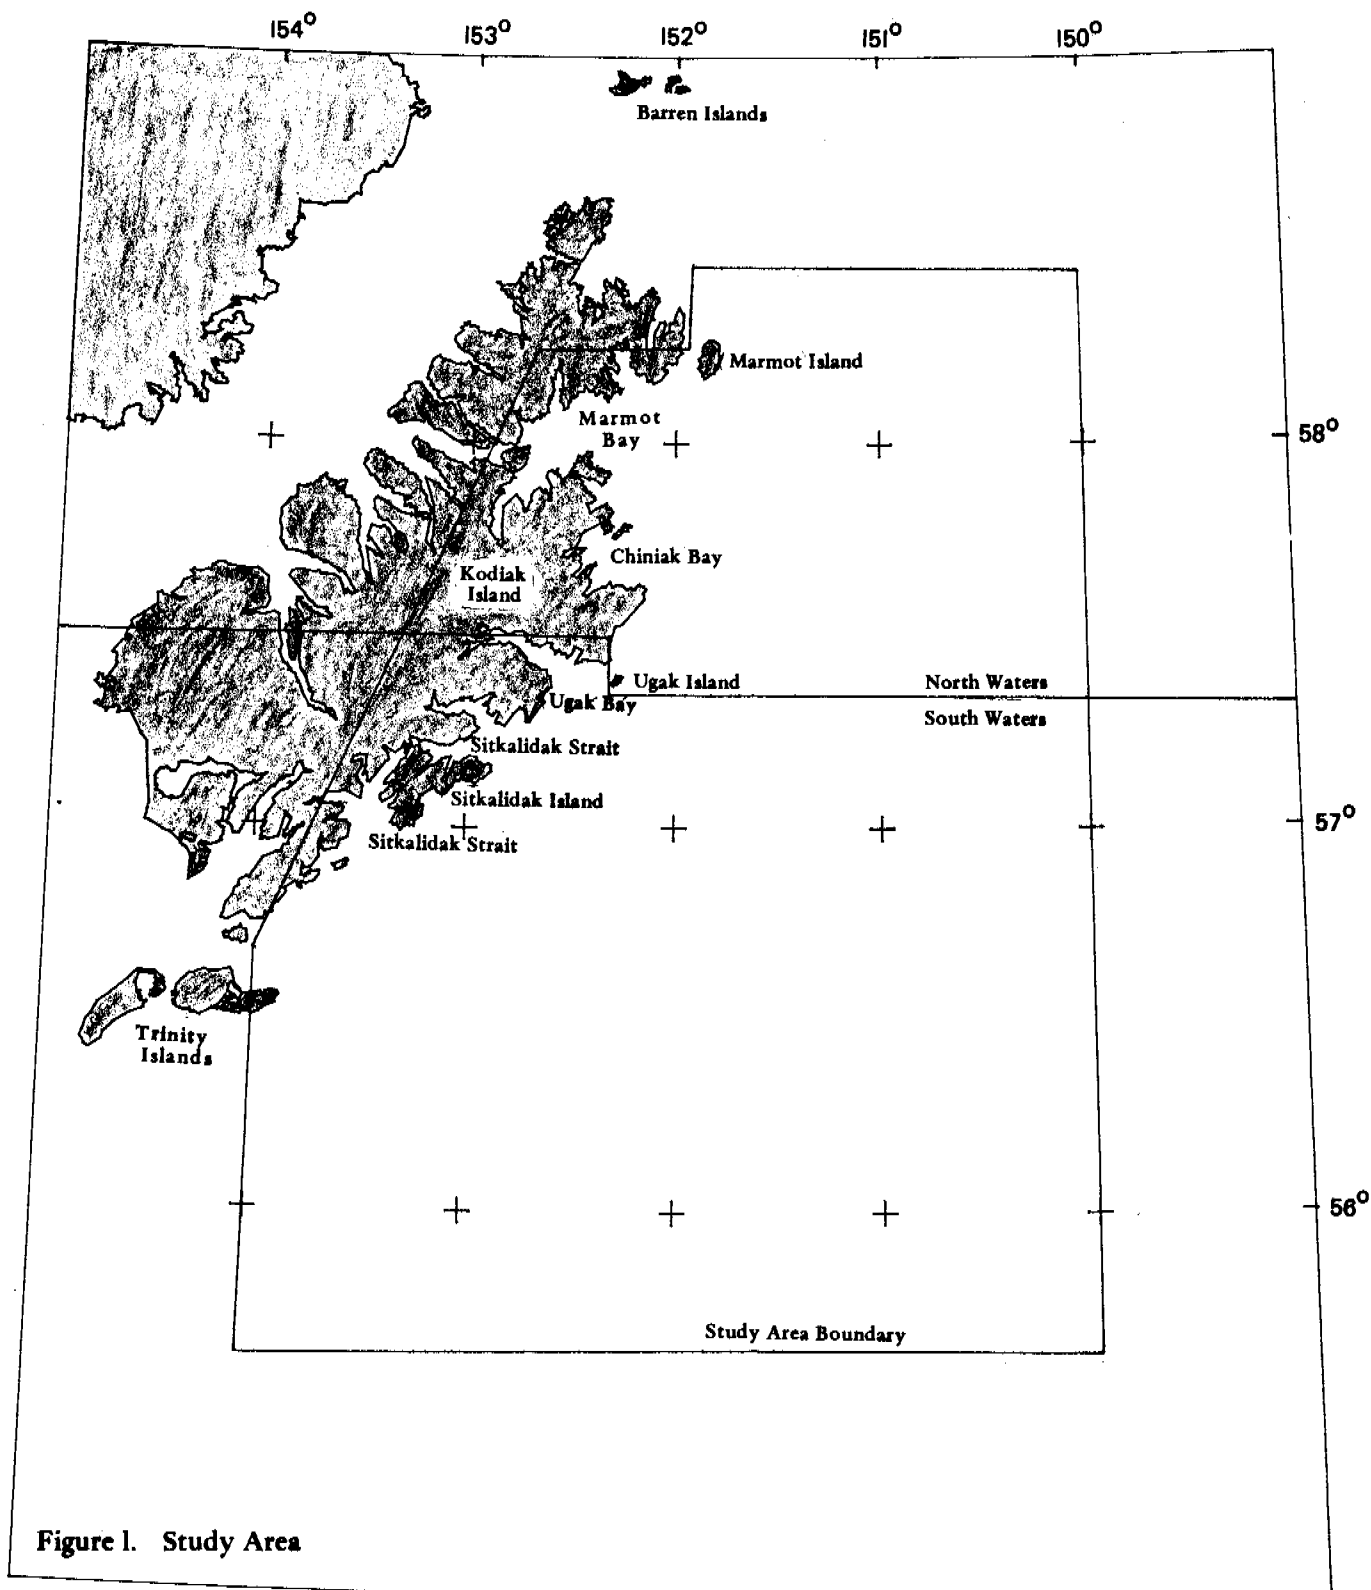 154°
153°
152°
151°
150°
Barren Islands
Marmot Island
Marmot
Bay
58°
Chiniak Bay
Kodiak
Island
Ugak Island
North Waters
Ugak Bay
South Waters
Sitkalidak Strait
Sitkalidak Island
57°
Sitkalidak Strait
Trinity
Islands
56°
Study Area Boundary
Figure 1. Study Area